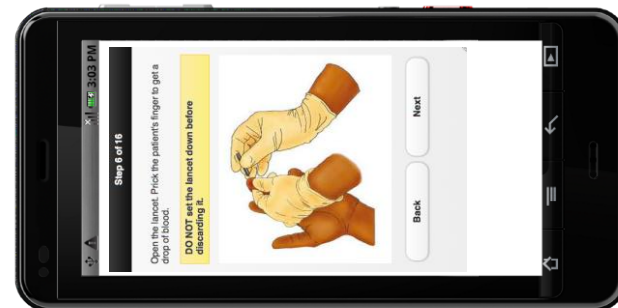 3:03 PM
Step 6 of 16
Open the lancet. Prick the patient's finger to get a
drop of blood.
DO NOT set the lancet down before
discarding it.
Back
Next